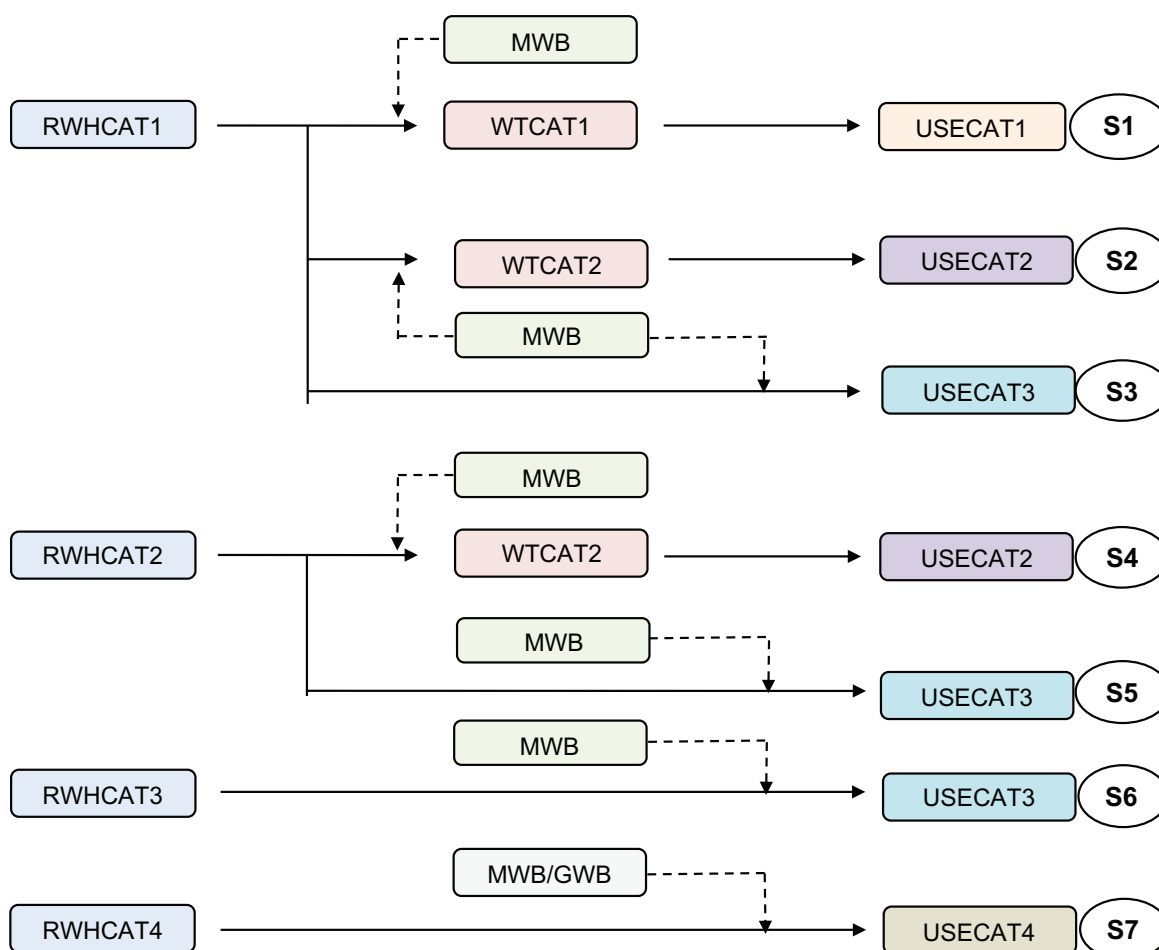 MWB
RWHCAT1
WTCAT1
USECAT1
S1
WTCAT2
USECAT2
S2
MWB
USECAT3
S3
MWB
RWHCAT2
WTCAT2
USECAT2
S4
MWB
USECAT3
S5
MWB
RWHCAT3
USECAT3
S6
MWB/GWB
RWHCAT4
USECAT4
S7